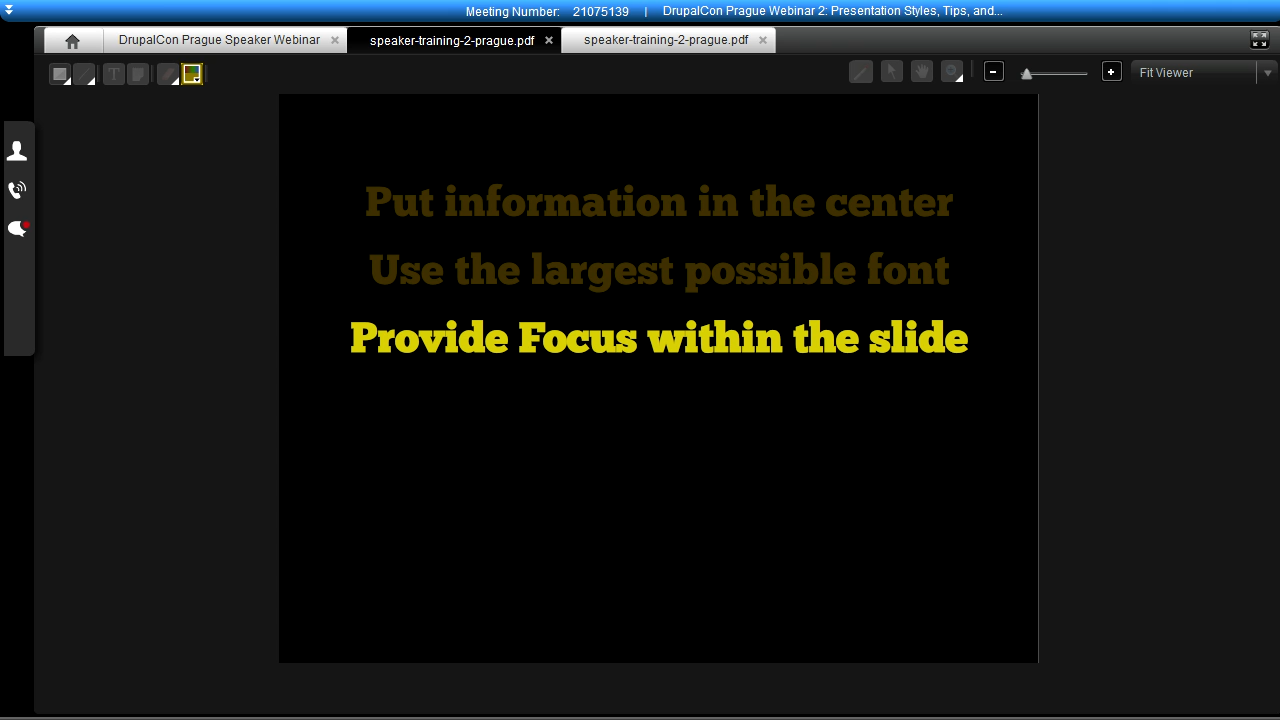 Meeting Number: 21075139 | DrupalCon Prague Webinar 2: Presentation Styles, Tips, and...
DrupalCon Prague Speaker Webinar
speaker-training-2-prague.pdf
speaker-training-2-prague.pdf
T
Fit Viewer
Put information in the center
Use the largest possible font
Provide Focus within the slide